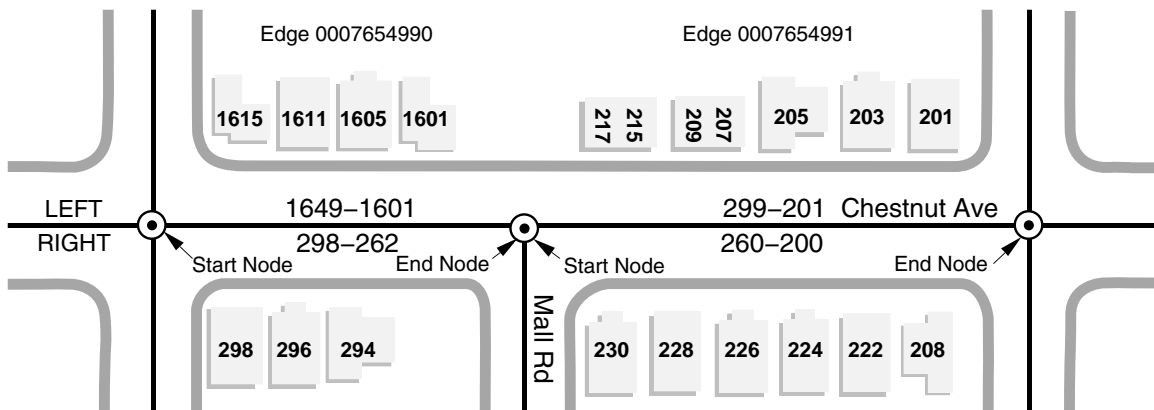 Edge 0007654990
Edge 0007654991
1615 1611 1605 1601
217 215 209 207 205 203 201
LEFT
1649–1601
299–201 Chestnut Ave
RIGHT
298–262
260–200
Start Node
End Node
Start Node
End Node
Mall Rd
298 296 294
230 228 226 224 222 208